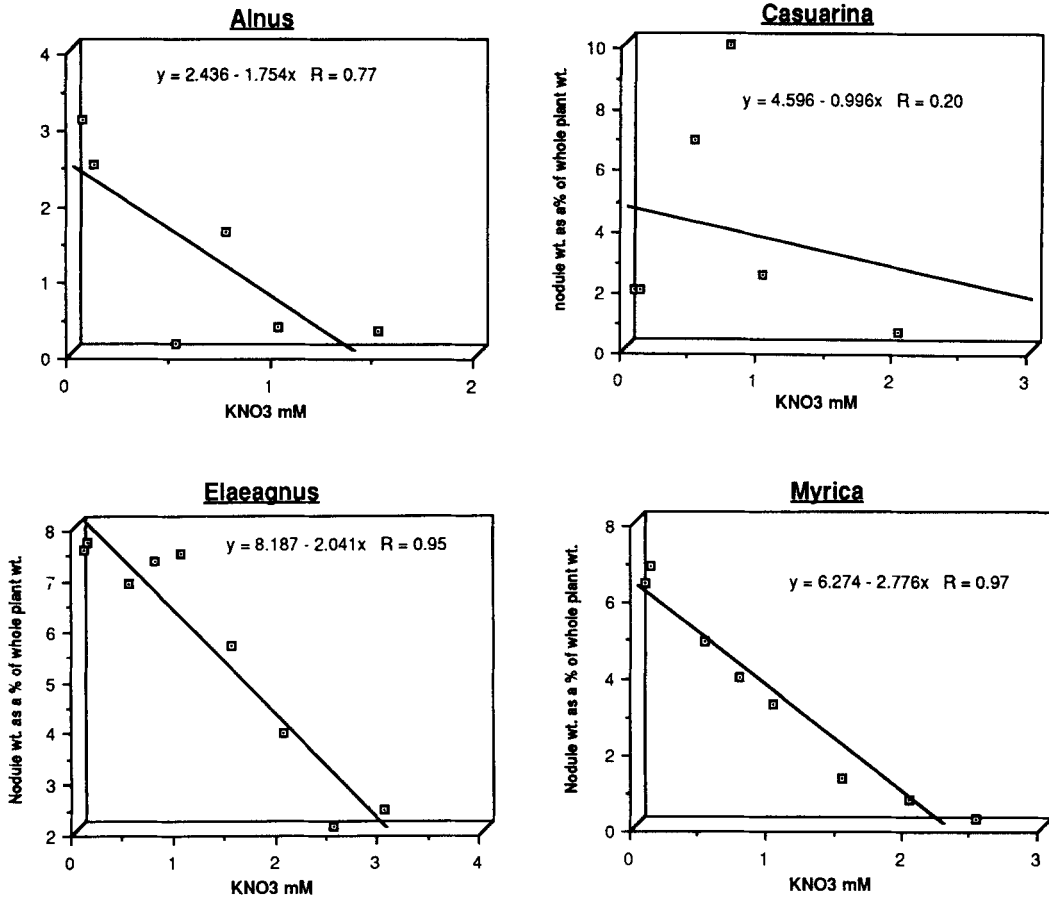 Alnus
4
3
2
1
0
y = 2.436 - 1.754x R = 0.77
0 1 2
KNO3 mM
Casuarina
nodule wt. as a% of whole plant wt.
10
8
6
4
2
0
y = 4.596 - 0.996x R = 0.20
0 1 2 3
KNO3 mM
Elaeagnus
Nodule wt. as a % of whole plant wt.
8
7
6
5
4
3
2
y = 8.187 - 2.041x R = 0.95
0 1 2 3 4
KNO3 mM
Myrica
Nodule wt. as a % of whole plant wt.
8
6
4
2
0
y = 6.274 - 2.776x R = 0.97
0 1 2 3
KNO3 mM